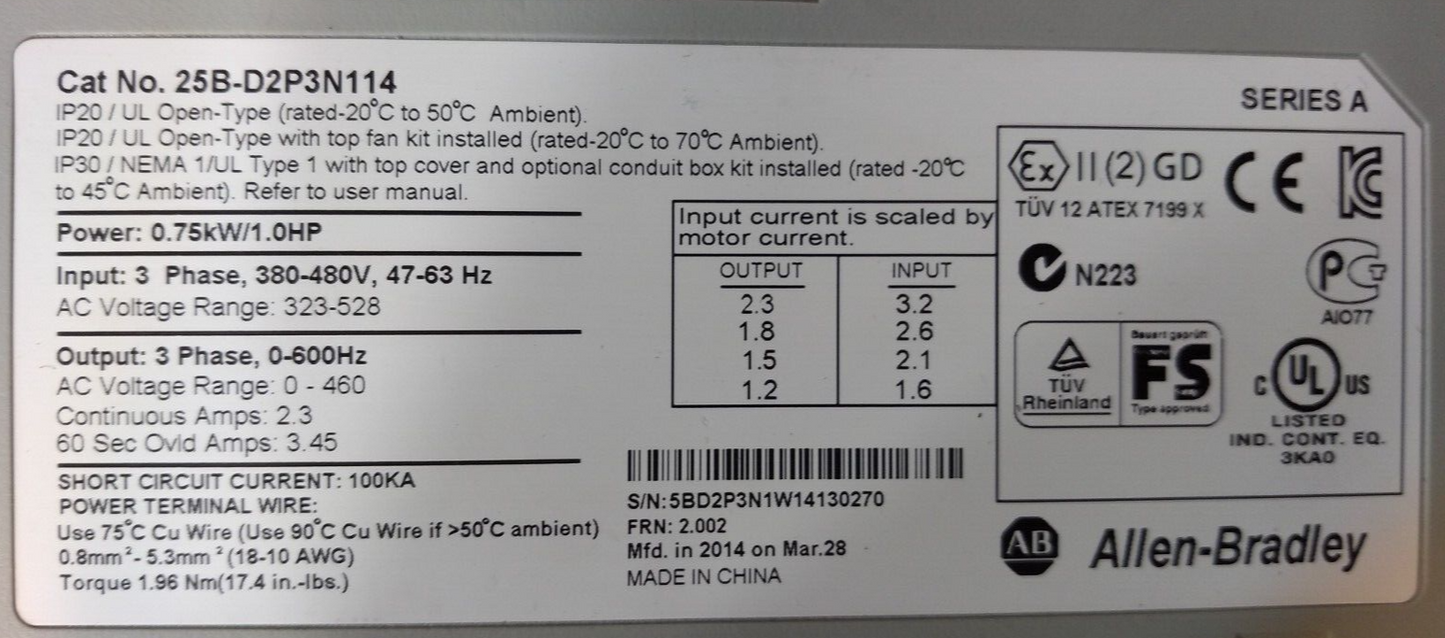 Cat No. 25B-D2P3N114
IP20 / UL Open-Type (rated-20°C to 50°C Ambient).
IP20 / UL Open-Type with top fan kit installed (rated-20°C to 70°C Ambient).
IP30 / NEMA 1/UL Type 1 with top cover and optional conduit box kit installed (rated -20°C
to 45°C Ambient). Refer to user manual.
Power: 0.75kW/1.0HP
Input: 3 Phase, 380-480V, 47-63 Hz
AC Voltage Range: 323-528
Output: 3 Phase, 0-600Hz
AC Voltage Range: 0 - 460
Continuous Amps: 2.3
60 Sec Ovld Amps: 3.45
SHORT CIRCUIT CURRENT: 100KA
POWER TERMINAL WIRE:
Use 75°C Cu Wire (Use 90°C Cu Wire if >50°C ambient)
0.8mm²- 5.3mm² (18-10 AWG)
Torque 1.96 Nm(17.4 in.-lbs.)
Input current is scaled by
motor current.
OUTPUT INPUT
2.3 3.2
1.8 2.6
1.5 2.1
1.2 1.6
S/N:5BD2P3N1W14130270
FRN: 2.002
Mfd. in 2014 on Mar.28
MADE IN CHINA
SERIES A
Ex II (2) GD CE KC
TÜV 12 ATEX 7199 X
N223
PG
AIO77
TÜV
Rheinland
Bauart geprüft
FS
Type approved
C UL US
LISTED
IND. CONT. EQ.
3KA0
AB Allen-Bradley